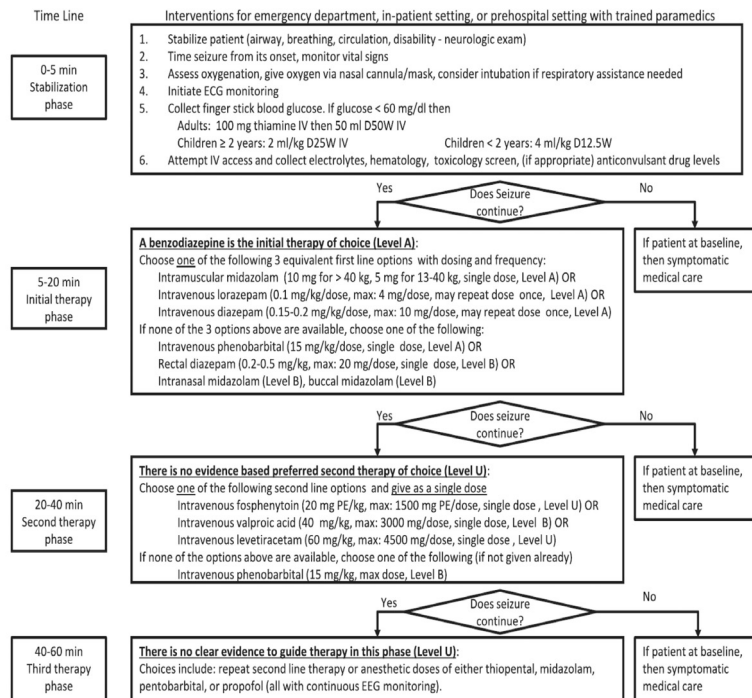 Time Line
Interventions for emergency department, in-patient setting, or prehospital setting with trained paramedics
0-5 min
Stabilization
phase
1. Stabilize patient (airway, breathing, circulation, disability - neurologic exam)
2. Time seizure from its onset, monitor vital signs
3. Assess oxygenation, give oxygen via nasal cannula/mask, consider intubation if respiratory assistance needed
4. Initiate ECG monitoring
5. Collect finger stick blood glucose. If glucose < 60 mg/dl then
Adults: 100 mg thiamine IV then 50 ml D50W IV
Children ≥ 2 years: 2 ml/kg D25W IV Children < 2 years: 4 ml/kg D12.5W
6. Attempt IV access and collect electrolytes, hematology, toxicology screen, (if appropriate) anticonvulsant drug levels
Yes
Does Seizure
continue?
No
5-20 min
Initial therapy
phase
A benzodiazepine is the initial therapy of choice (Level A):
Choose one of the following 3 equivalent first line options with dosing and frequency:
Intramuscular midazolam (10 mg for > 40 kg, 5 mg for 13-40 kg, single dose, Level A) OR
Intravenous lorazepam (0.1 mg/kg/dose, max: 4 mg/dose, may repeat dose once, Level A) OR
Intravenous diazepam (0.15-0.2 mg/kg/dose, max: 10 mg/dose, may repeat dose once, Level A)
If none of the 3 options above are available, choose one of the following:
Intravenous phenobarbital (15 mg/kg/dose, single dose, Level A) OR
Rectal diazepam (0.2-0.5 mg/kg, max: 20 mg/dose, single dose, Level B) OR
Intranasal midazolam (Level B), buccal midazolam (Level B)
If patient at baseline,
then symptomatic
medical care
Yes
Does seizure
continue?
No
20-40 min
Second therapy
phase
There is no evidence based preferred second therapy of choice (Level U):
Choose one of the following second line options and give as a single dose
Intravenous fosphenytoin (20 mg PE/kg, max: 1500 mg PE/dose, single dose , Level U) OR
Intravenous valproic acid (40 mg/kg, max: 3000 mg/dose, single dose, Level B) OR
Intravenous levetiracetam (60 mg/kg, max: 4500 mg/dose, single dose , Level U)
If none of the options above are available, choose one of the following (if not given already)
Intravenous phenobarbital (15 mg/kg, max dose, Level B)
If patient at baseline,
then symptomatic
medical care
Yes
Does seizure
continue?
No
40-60 min
Third therapy
phase
There is no clear evidence to guide therapy in this phase (Level U):
Choices include: repeat second line therapy or anesthetic doses of either thiopental, midazolam,
pentobarbital, or propofol (all with continuous EEG monitoring).
If patient at baseline,
then symptomatic
medical care